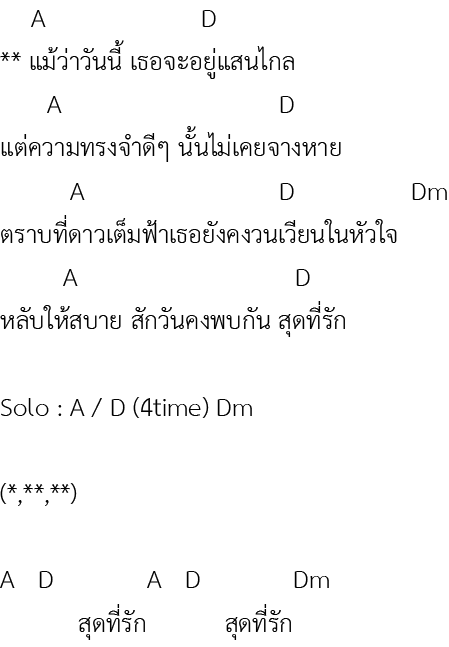 A D
** แม้ว่าวันนี้ เธอจะอยู่แสนไกล
A D
แต่ความทรงจำดีๆ นั้นไม่เคยจางหาย
A D Dm
ตราบที่ดาวเต็มฟ้าเธอยังคงวนเวียนในหัวใจ
A D
หลับให้สบาย สักวันคงพบกัน สุดที่รัก
Solo : A / D (4time) Dm
(*,**,**)
A D A D Dm
สุดที่รัก สุดที่รัก